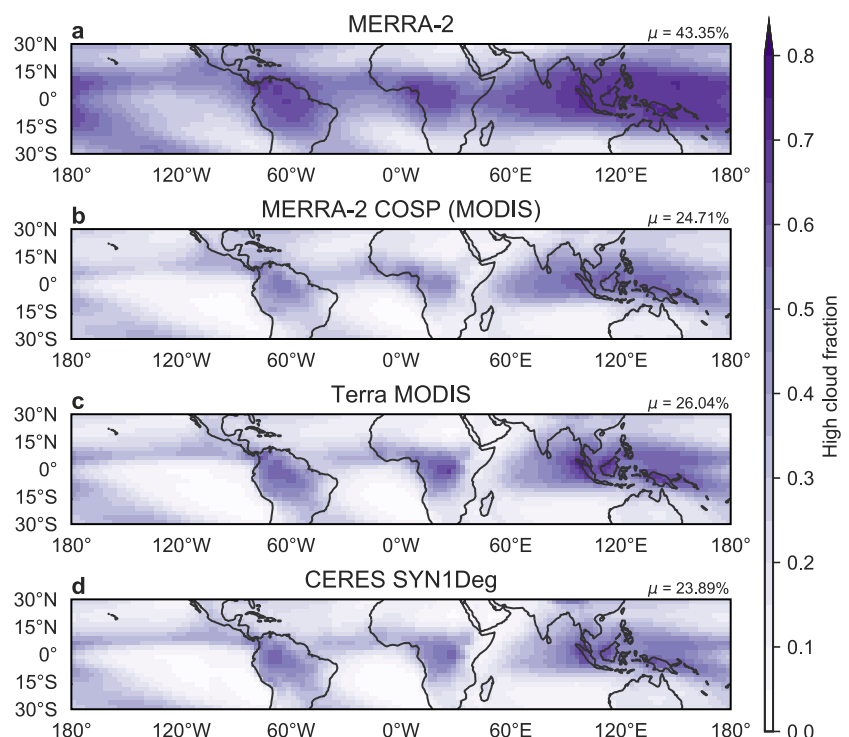 a MERRA-2 μ = 43.35%
30°N
15°N
0°
15°S
30°S
180° 120°W 60°W 0°W 60°E 120°E 180°
b MERRA-2 COSP (MODIS) μ = 24.71%
30°N
15°N
0°
15°S
30°S
180° 120°W 60°W 0°W 60°E 120°E 180°
c Terra MODIS μ = 26.04%
30°N
15°N
0°
15°S
30°S
180° 120°W 60°W 0°W 60°E 120°E 180°
d CERES SYN1Deg μ = 23.89%
30°N
15°N
0°
15°S
30°S
180° 120°W 60°W 0°W 60°E 120°E 180°
0.8
0.7
0.6
0.5
0.4
0.3
0.2
0.1
0.0
High cloud fraction